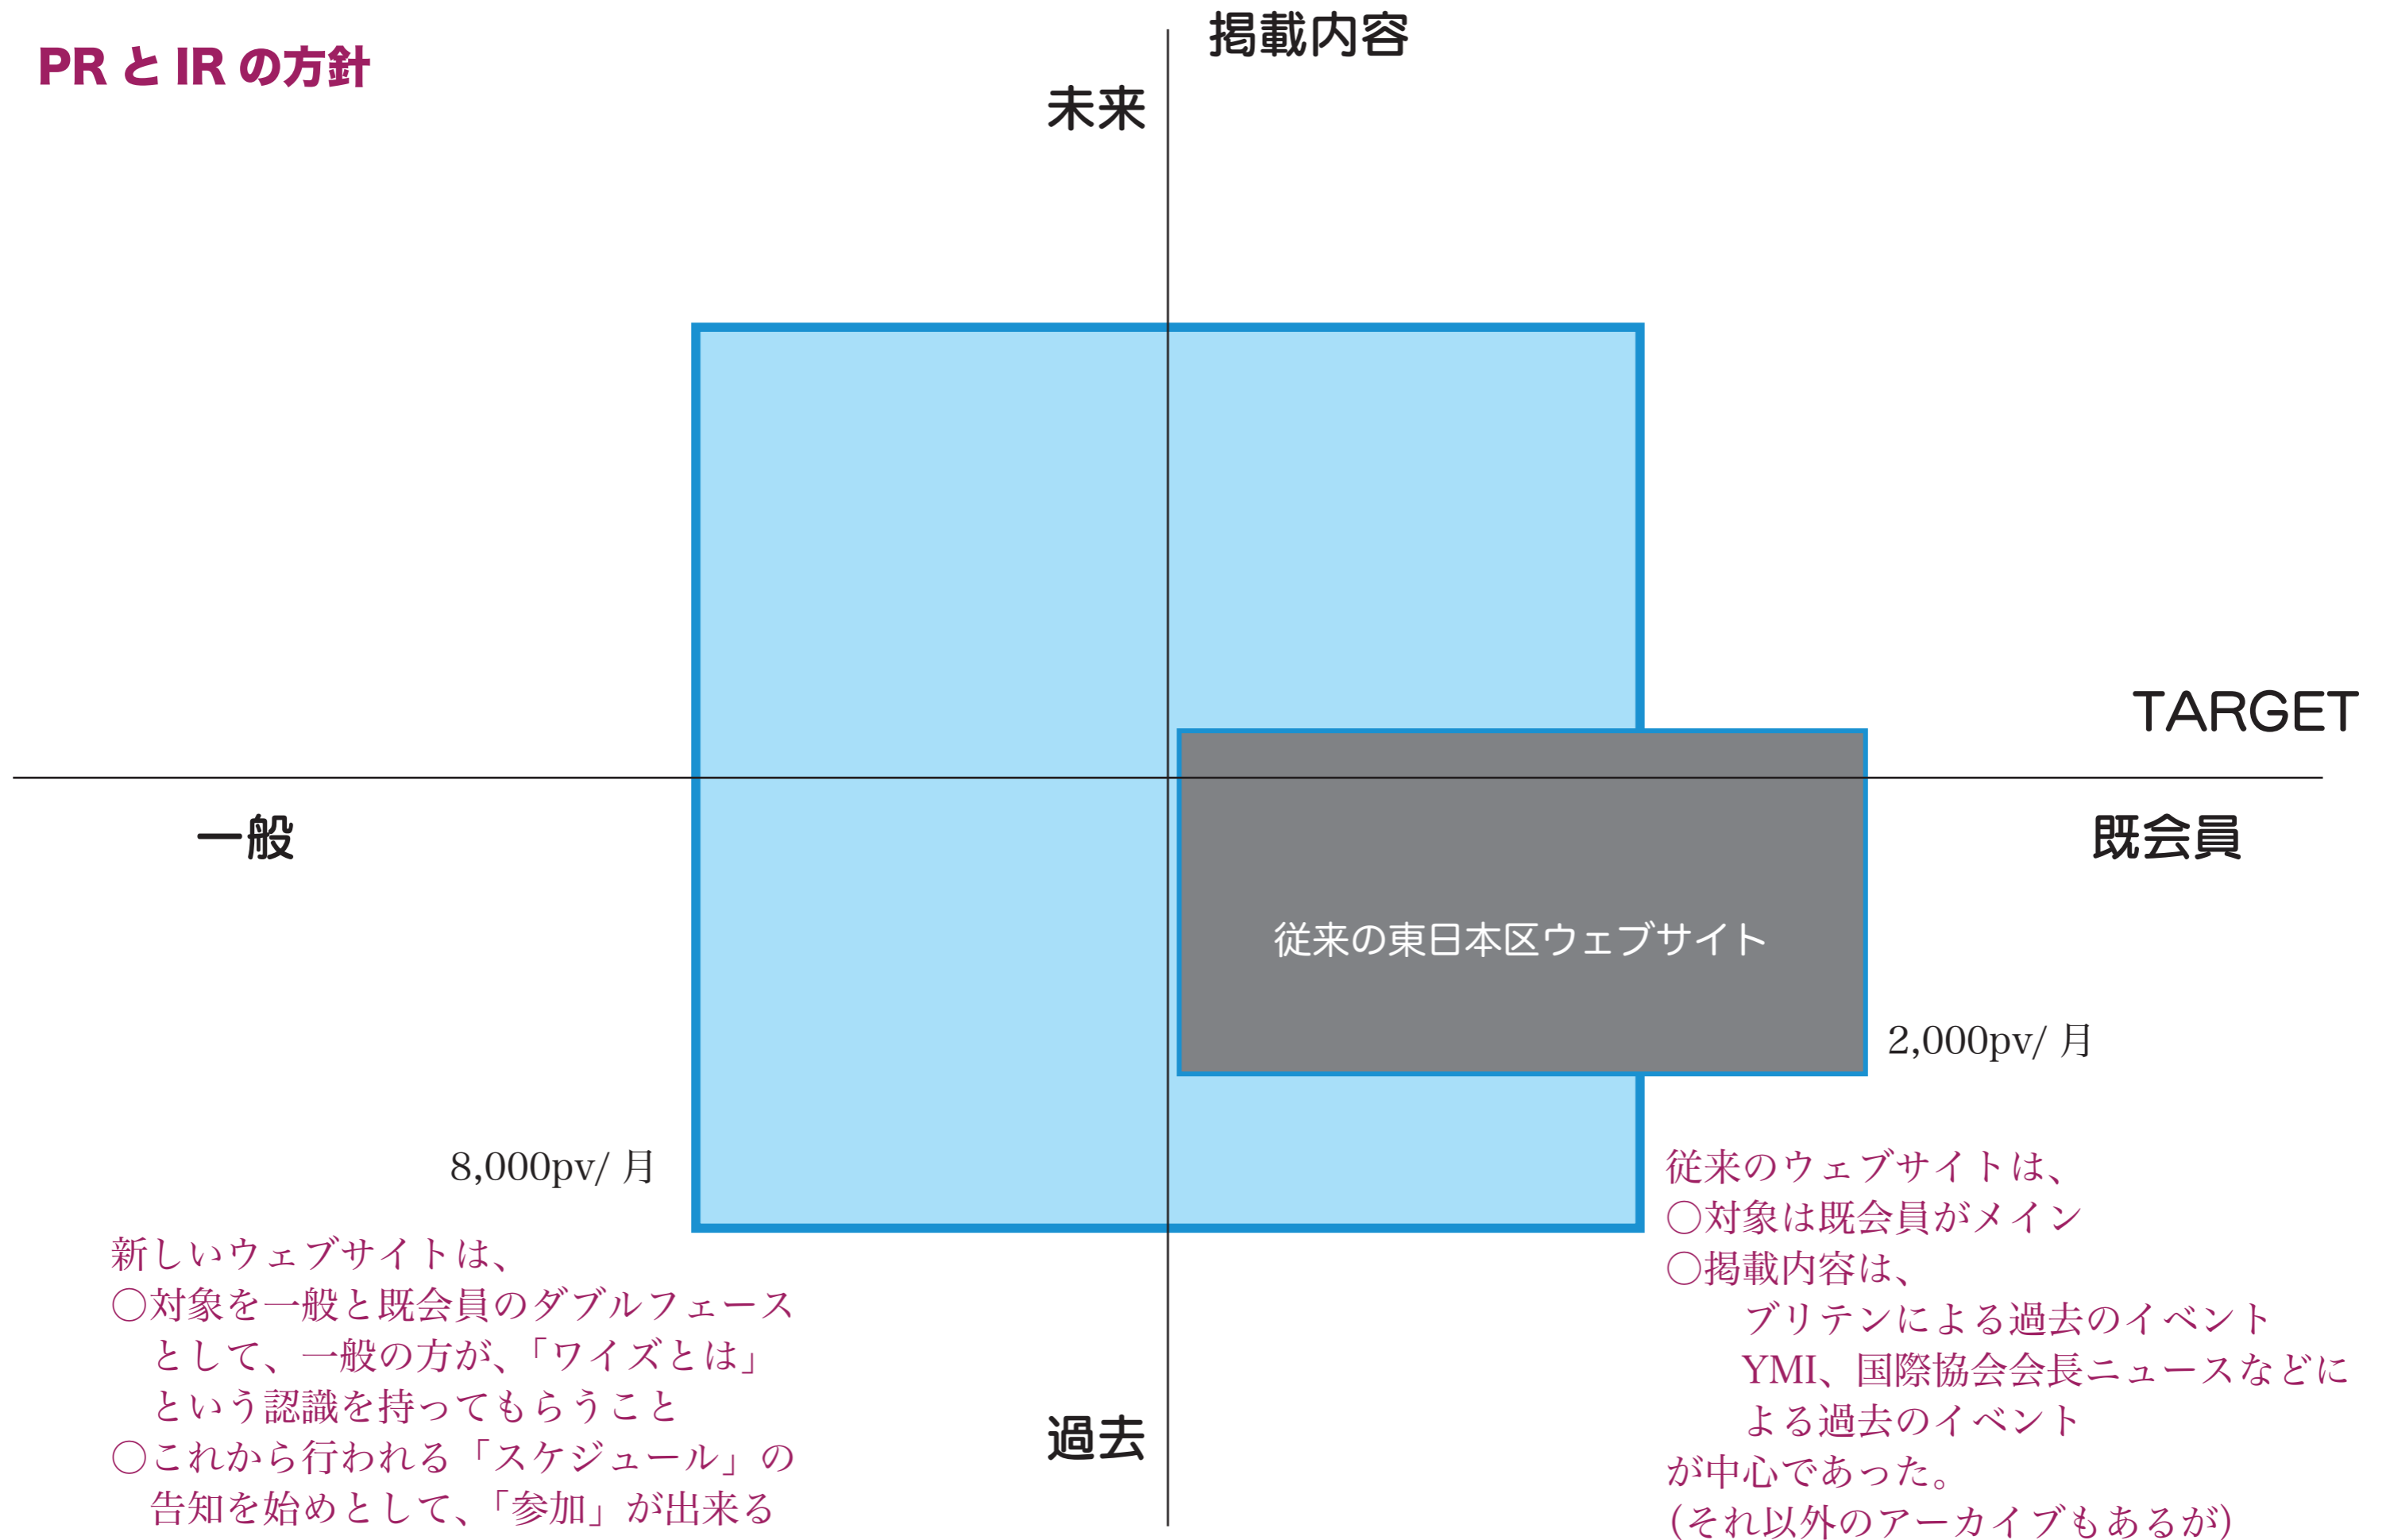 PR と IR の方針
掲載内容
未来
TARGET
一般
既会員
従来の東日本区ウェブサイト
2,000pv/ 月
8,000pv/ 月
新しいウェブサイトは、
○対象を一般と既会員のダブルフェース
として、一般の方が、「ワイズとは」
という認識を持ってもらうこと
○これから行われる「スケジュール」の
告知を始めとして、「参加」が出来る
過去
従来のウェブサイトは、
○対象は既会員がメイン
○掲載内容は、
ブリテンによる過去のイベント
YMI、国際協会会長ニュースなどに
よる過去のイベント
が中心であった。
（それ以外のアーカイブもあるが）